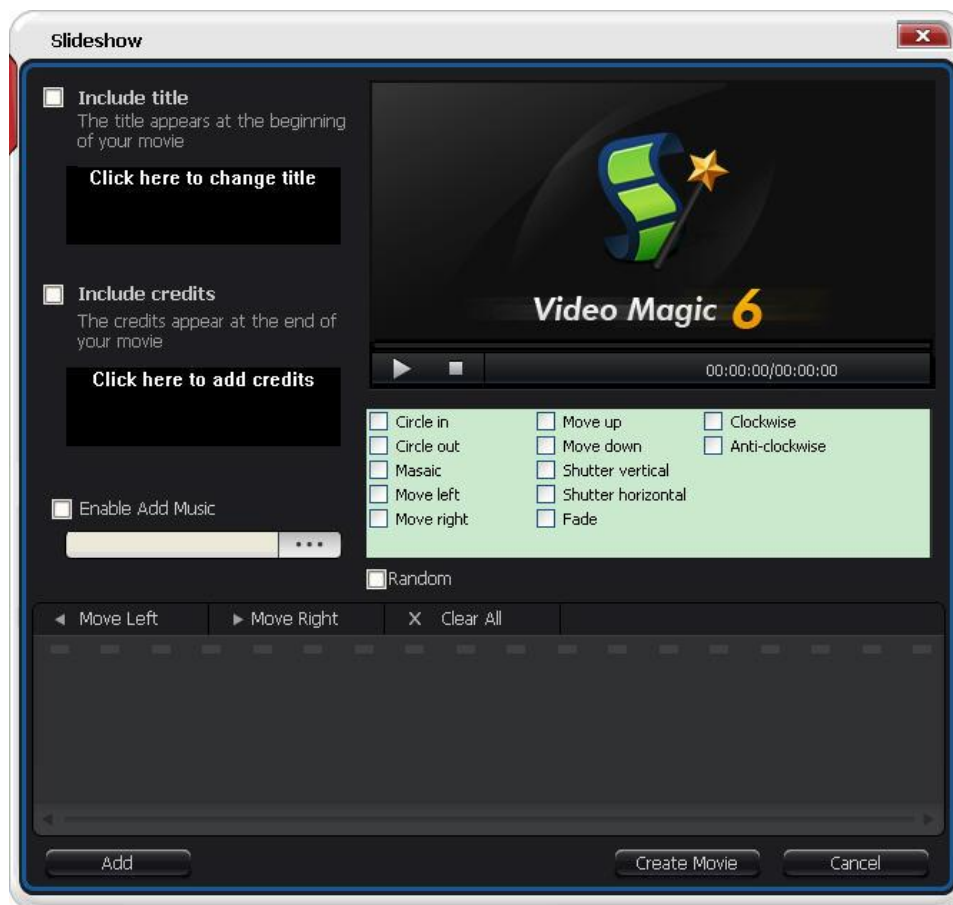 Slideshow
Include title
The title appears at the beginning
of your movie
Click here to change title
Include credits
The credits appear at the end of
your movie
Click here to add credits
Enable Add Music
Video Magic 6
00:00:00/00:00:00
Circle in
Circle out
Masaic
Move left
Move right
Move up
Move down
Shutter vertical
Shutter horizontal
Fade
Clockwise
Anti-clockwise
Random
Move Left
Move Right
X Clear All
Add
Create Movie
Cancel